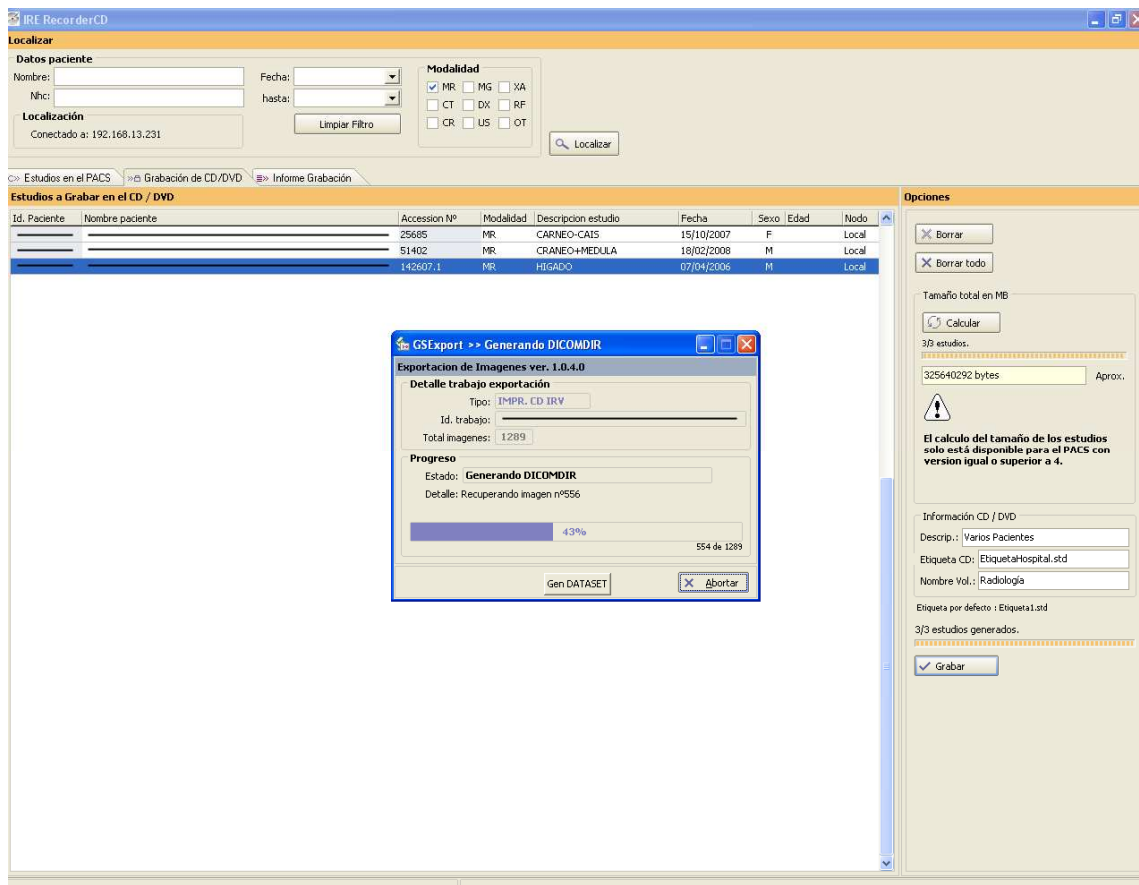 IRE RecorderCD
Localizar
Datos paciente
Nombre:
Nhc:
Fecha:
hasta:
Limpiar Filtro
Localización
Conectado a: 192.168.13.231
Modalidad
MR MG XA
CT DX RF
CR US OT
Localizar
Estudios en el PACS Grabación de CD/DVD Informe Grabación
Estudios a Grabar en el CD / DVD
Id. Paciente Nombre paciente Accession Nº Modalidad Descripcion estudio Fecha Sexo Edad Nodo
25685 MR CARNEO-CAIS 15/10/2007 F Local
51402 MR CRANEO+MEDULA 18/02/2008 M Local
142607.1 MR HIGADO 07/04/2006 M Local
GSExport >> Generando DICOMDIR
Exportacion de Imagenes ver. 1.0.4.0
Detalle trabajo exportación
Tipo: IMPR. CD IRV
Id. trabajo:
Total imagenes: 1289
Progreso
Estado: Generando DICOMDIR
Detalle: Recuperando imagen nº556
43%
554 de 1289
Gen DATASET Abortar
Opciones
Borrar
Borrar todo
Tamaño total en MB
Calcular
3/3 estudios.
325640292 bytes Aprox.
El calculo del tamaño de los estudios
solo está disponible para el PACS con
version igual o superior a 4.
Información CD / DVD
Descrip.: Varios Pacientes
Etiqueta CD: EtiquetaHospital.std
Nombre Vol.: Radiología
Etiqueta por defecto : Etiqueta1.std
3/3 estudios generados.
Grabar